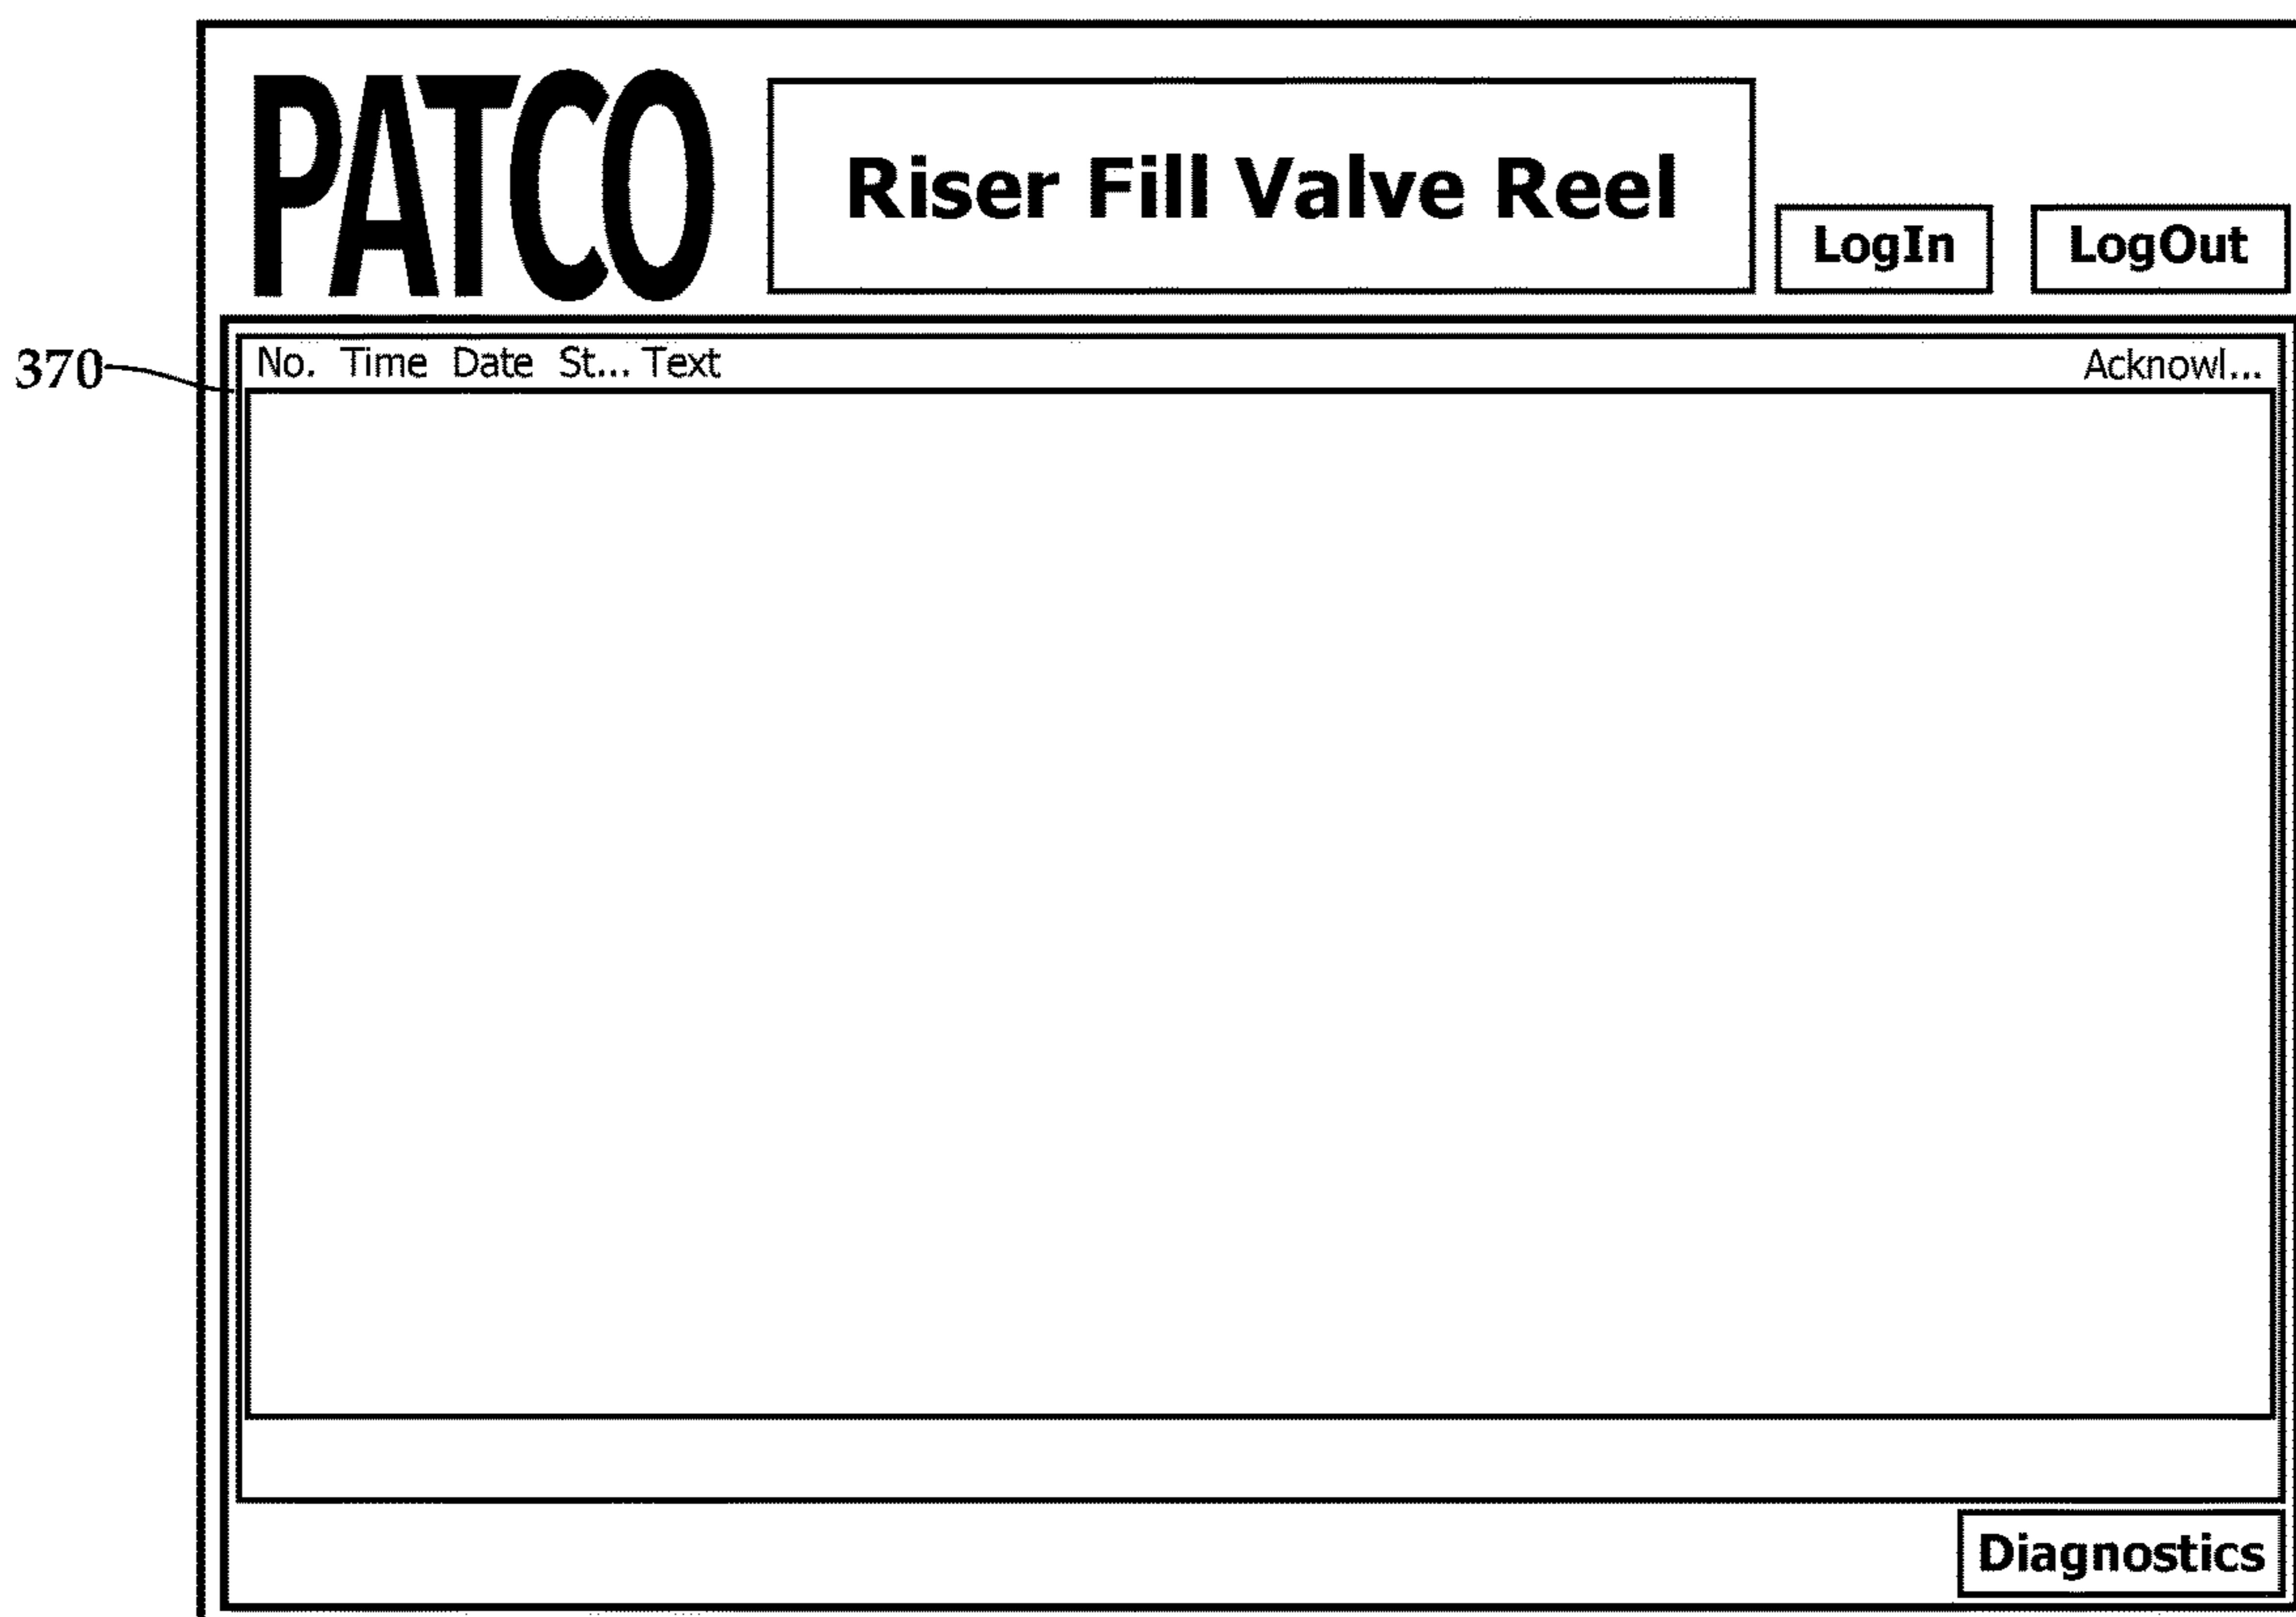 PATCO
Riser Fill Valve Reel
LogIn LogOut
370
No. Time Date St... Text Acknowl...
Diagnostics